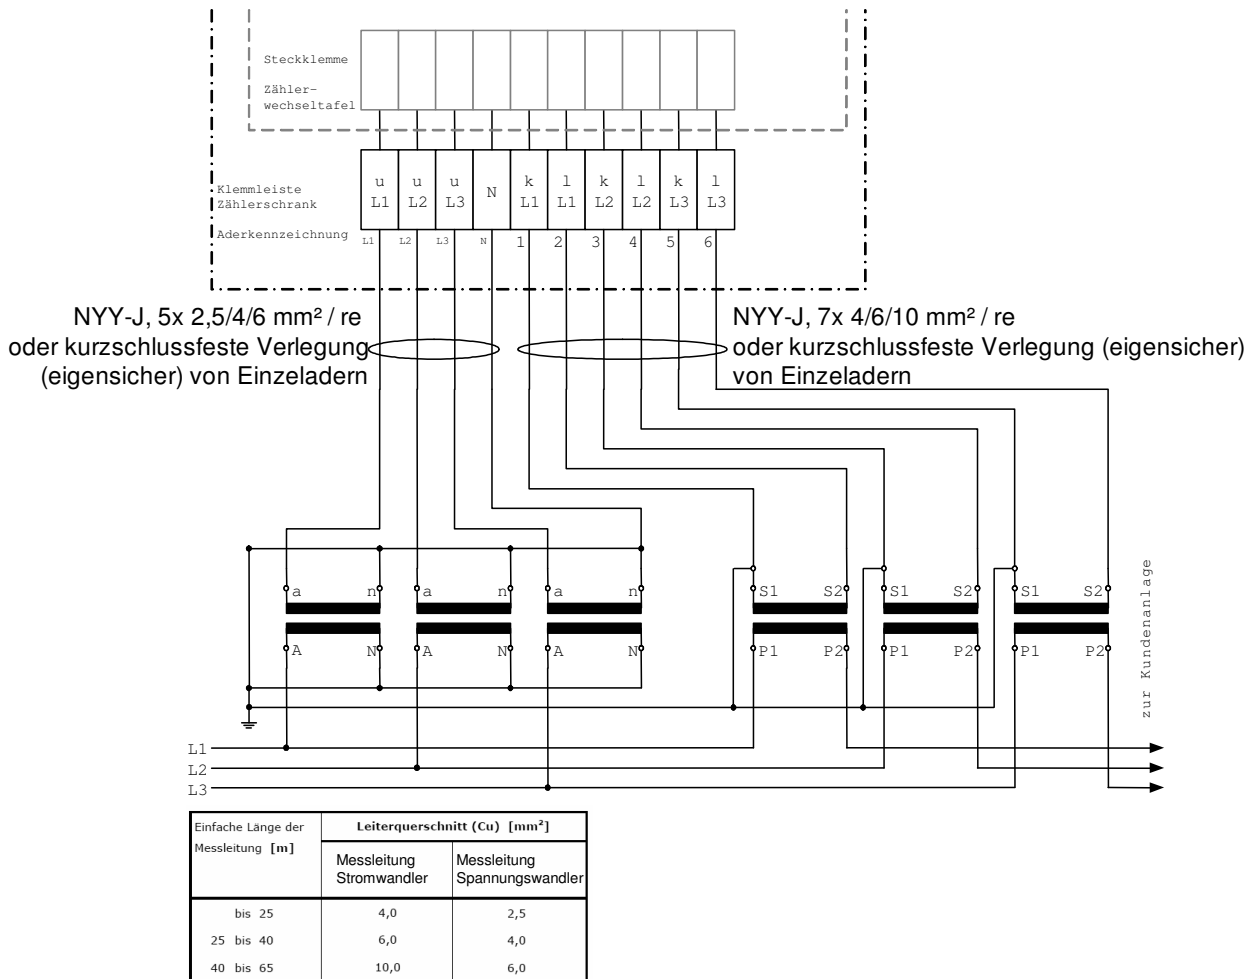 Steckklemme
Zähler-
wechseltafel
Klemmleiste
Zählerschrank
u u u N k l k l k l
L1 L2 L3 L1 L1 L2 L2 L3 L3
Aderkennzeichnung
L1 L2 L3 N 1 2 3 4 5 6
NYY-J, 5x 2,5/4/6 mm² / re
oder kurzschlussfeste Verlegung
(eigensicher) von Einzeladern
NYY-J, 7x 4/6/10 mm² / re
oder kurzschlussfeste Verlegung (eigensicher)
von Einzeladern
a n a n a n S1 S2 S1 S2 S1 S2
A N A N A N P1 P2 P1 P2 P1 P2
zur Kundenanlage
L1
L2
L3
Einfache Länge der
Messleitung [m]
Leiterquerschnitt (Cu) [mm²]
Messleitung
Stromwandler
Messleitung
Spannungswandler
bis 25 4,0 2,5
25 bis 40 6,0 4,0
40 bis 65 10,0 6,0